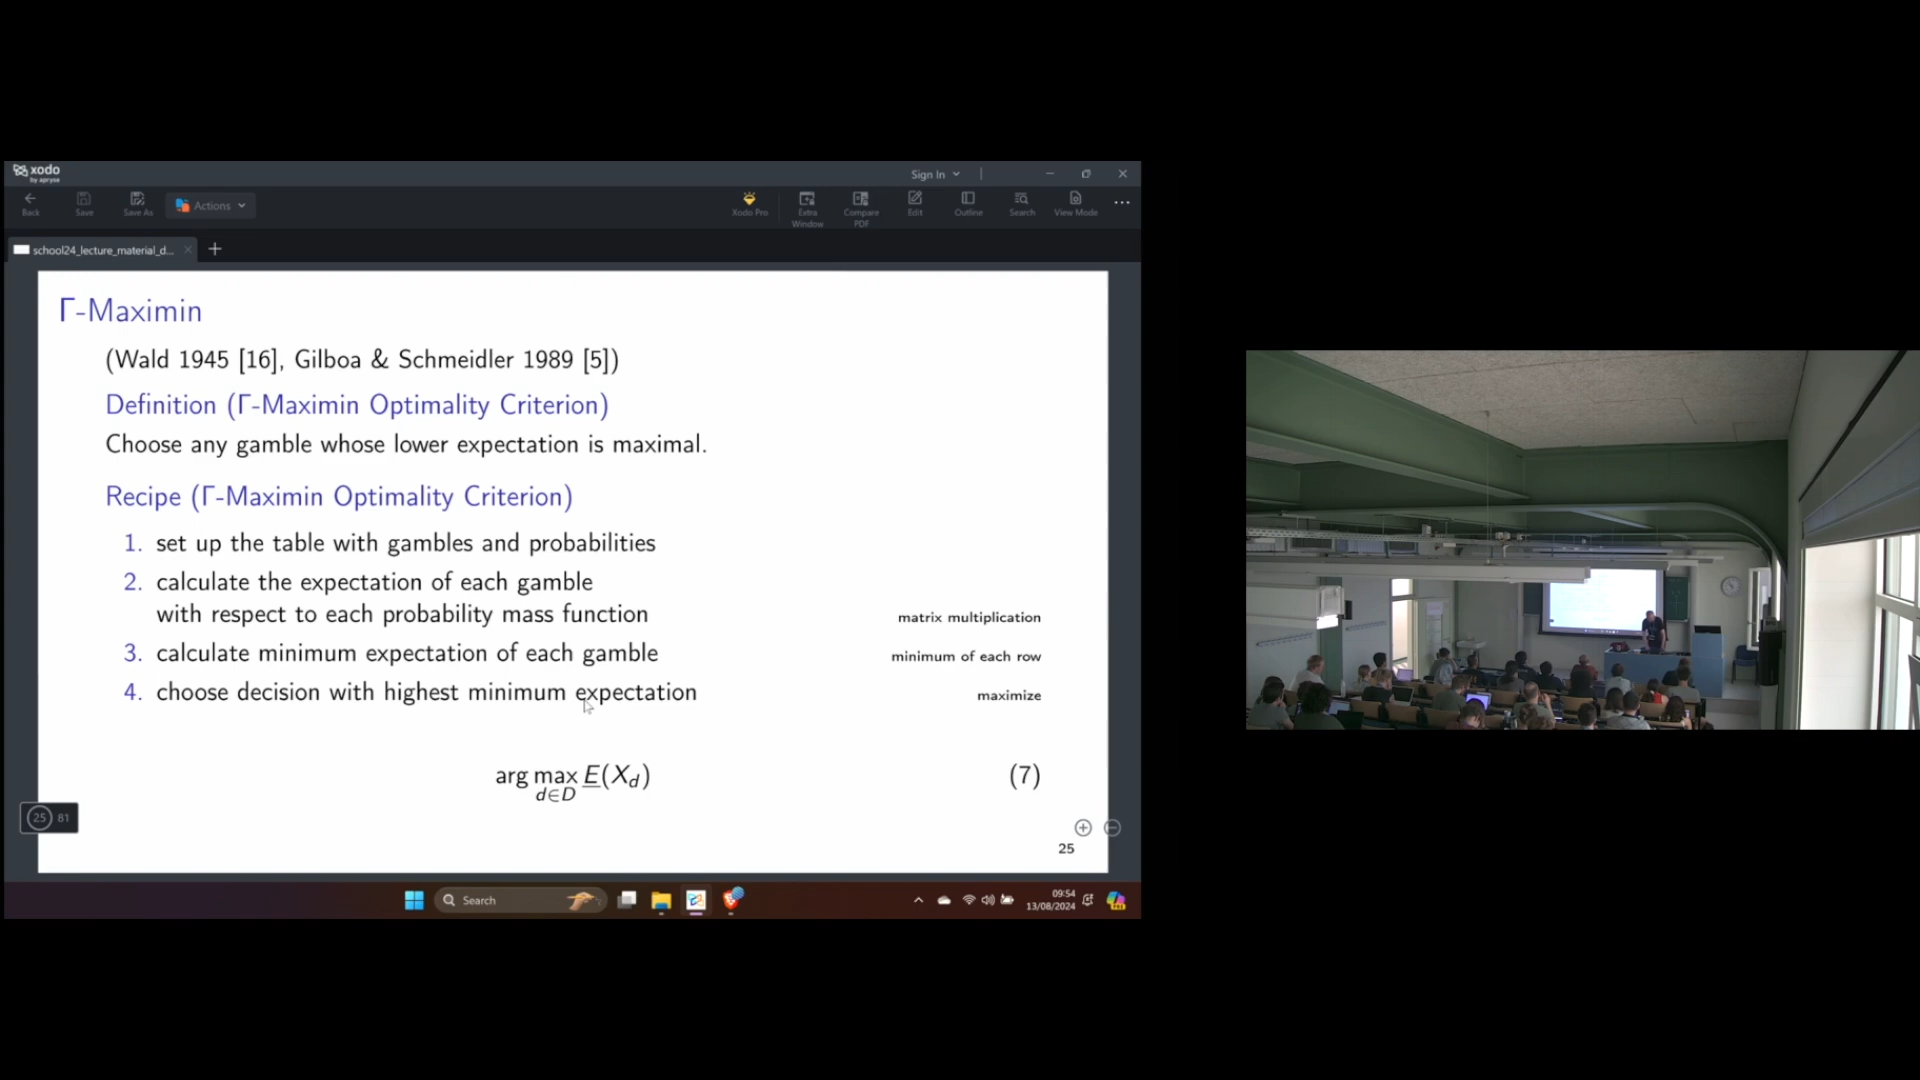 xodo
by apryse
Sign In
Back
Save
Save As
Actions
Xodo Pro
Extra Window
Compare PDF
Edit
Outline
Search
View Mode
school24_lecture_material_d...
Γ-Maximin
(Wald 1945 [16], Gilboa & Schmeidler 1989 [5])
Definition (Γ-Maximin Optimality Criterion)
Choose any gamble whose lower expectation is maximal.
Recipe (Γ-Maximin Optimality Criterion)
1. set up the table with gambles and probabilities
2. calculate the expectation of each gamble
with respect to each probability mass function matrix multiplication
3. calculate minimum expectation of each gamble minimum of each row
4. choose decision with highest minimum expectation maximize
arg max E̲(X_d) (7)
d∈D
25 81
25
Search
09:54
13/08/2024